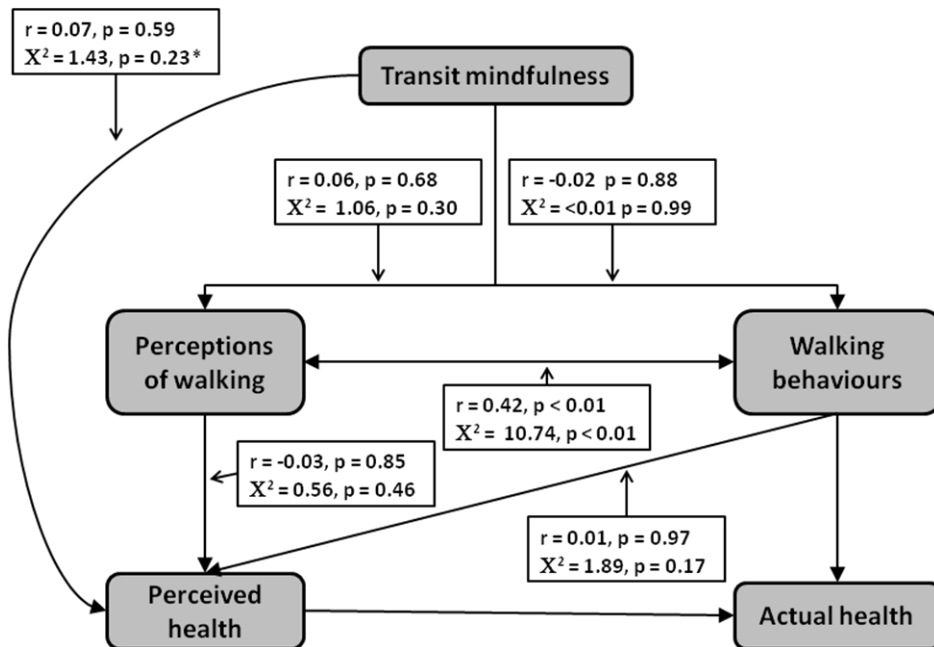 r = 0.07, p = 0.59
X² = 1.43, p = 0.23*
Transit mindfulness
r = 0.06, p = 0.68
X² = 1.06, p = 0.30
r = -0.02 p = 0.88
X² = <0.01 p = 0.99
Perceptions
of walking
Walking
behaviours
r = 0.42, p < 0.01
X² = 10.74, p < 0.01
r = -0.03, p = 0.85
X² = 0.56, p = 0.46
r = 0.01, p = 0.97
X² = 1.89, p = 0.17
Perceived
health
Actual health